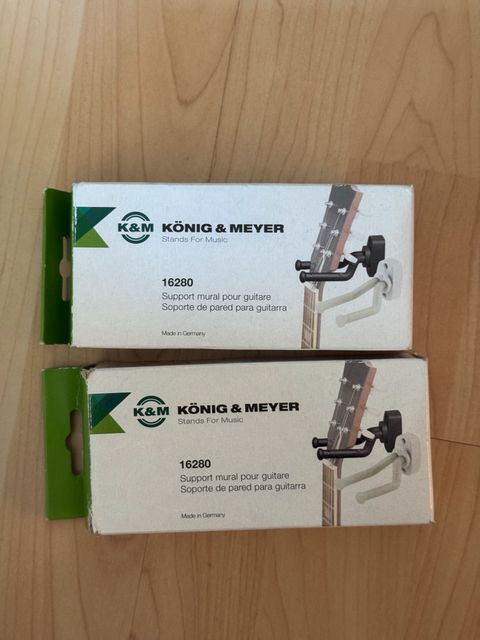 K&M
KÖNIG & MEYER
Stands For Music
16280
Support mural pour guitare
Soporte de pared para guitarra
Made in Germany
K&M
KÖNIG & MEYER
Stands For Music
16280
Support mural pour guitare
Soporte de pared para guitarra
Made in Germany